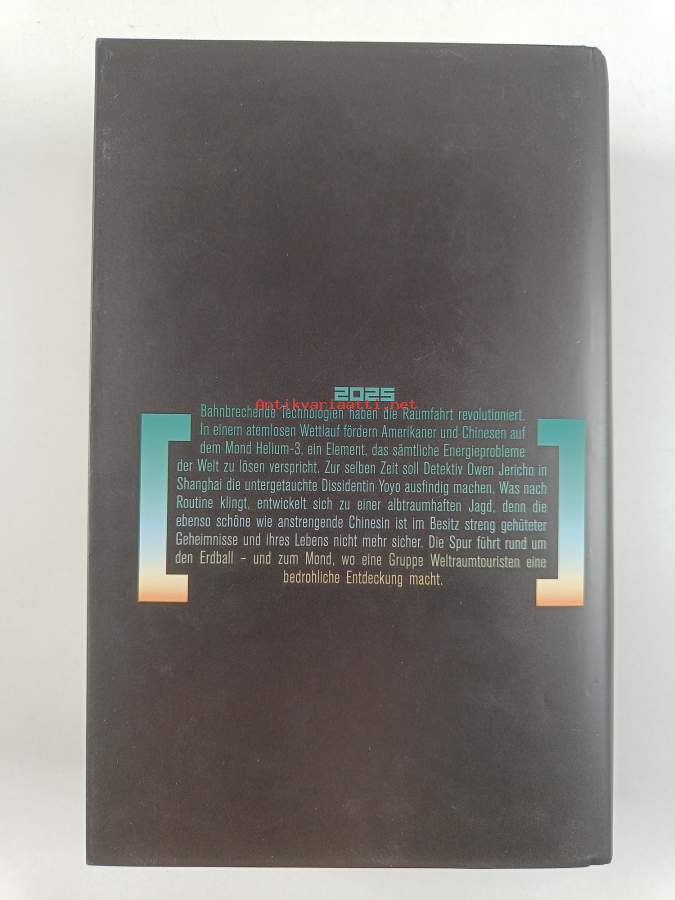 2025
Antikvariaatti.net
Bahnbrechende Technologien haben die Raumfahrt revolutioniert.
In einem atemlosen Wettlauf fördern Amerikaner und Chinesen auf
dem Mond Helium-3, ein Element, das sämtliche Energieprobleme
der Welt zu lösen verspricht. Zur selben Zeit soll Detektiv Owen Jericho in
Shanghai die untergetauchte Dissidentin Yoyo ausfindig machen. Was nach
Routine klingt, entwickelt sich zu einer albtraumhaften Jagd, denn die
ebenso schöne wie anstrengende Chinesin ist im Besitz streng gehüteter
Geheimnisse und ihres Lebens nicht mehr sicher. Die Spur führt rund um
den Erdball – und zum Mond, wo eine Gruppe Weltraumtouristen eine
bedrohliche Entdeckung macht.